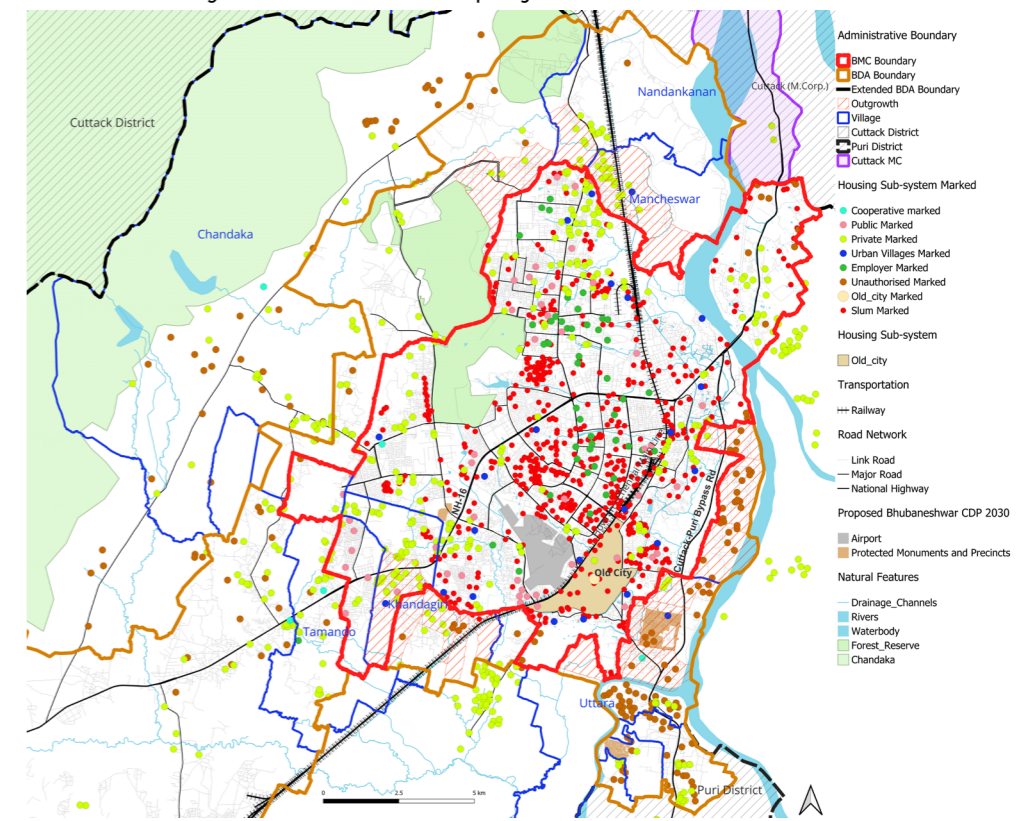 Administrative Boundary
BMC Boundary
BDA Boundary
Extended BDA Boundary
Outgrowth
Village
Cuttack District
Puri District
Cuttack MC
Housing Sub-system Marked
Cooperative marked
Public Marked
Private Marked
Urban Villages Marked
Employer Marked
Unauthorised Marked
Old_city Marked
Slum Marked
Housing Sub-system
Old_city
Transportation
Railway
Road Network
Link Road
Major Road
National Highway
Proposed Bhubaneshwar CDP 2030
Airport
Protected Monuments and Precincts
Natural Features
Drainage_Channels
Rivers
Waterbody
Forest_Reserve
Chandaka
Nandankanan
Cuttack (M.Corp.)
Cuttack District
Mancheswar
Chandaka
NH-16
Cuttack-Puri Bypass Rd
Old City
Khandagiri
Tamando
Uttara
Puri District
0
2.5
5 km